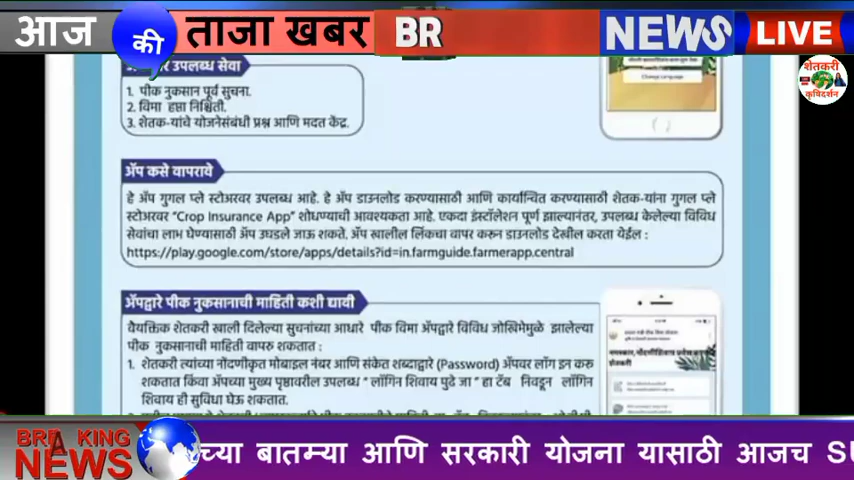 आज की ताजा खबर BR NEWS LIVE
शेतकरी
कृषिदर्शन
उपलब्ध सेवा
Change Language
1. पीक नुकसान पूर्व सुचना.
2. विमा हप्ता निश्चिती.
3. शेतक-यांचे योजनेसंबंधी प्रश्न आणि मदत केंद्र.
ॲप कसे वापरावे
हे ॲप गुगल प्ले स्टोअरवर उपलब्ध आहे. हे ॲप डाउनलोड करण्यासाठी आणि कार्यान्वित करण्यासाठी शेतक-यांना गुगल प्ले
स्टोअरवर “Crop Insurance App” शोधण्याची आवश्यकता आहे. एकदा इंस्टॉलेशन पूर्ण झाल्यानंतर, उपलब्ध केलेल्या विविध
सेवांचा लाभ घेण्यासाठी ॲप उघडले जाऊ शकते. ॲप खालील लिंकचा वापर करून डाउनलोड देखील करता येईल :
https://play.google.com/store/apps/details?id=in.farmguide.farmerapp.central
ॲपद्वारे पीक नुकसानाची माहिती कशी द्यावी
वैयक्तिक शेतकरी खाली दिलेल्या सुचनांच्या आधारे पीक विमा ॲपद्वारे विविध जोखिमेमुळे झालेल्या
पीक नुकसानाची माहिती वापरु शकतात :
1. शेतकरी त्यांच्या नोंदणीकृत मोबाइल नंबर आणि संकेत शब्दाद्वारे (Password) ॲपवर लॉग इन करू
शकतात किंवा ॲपच्या मुख्य पृष्ठावरील उपलब्ध “ लॉगिन शिवाय पुढे जा ” हा टॅब निवडून लॉगिन
शिवाय ही सुविधा घेऊ शकतात.
शेतकरी
BREAKING
NEWS
च्या बातम्या आणि सरकारी योजना यासाठी आजच